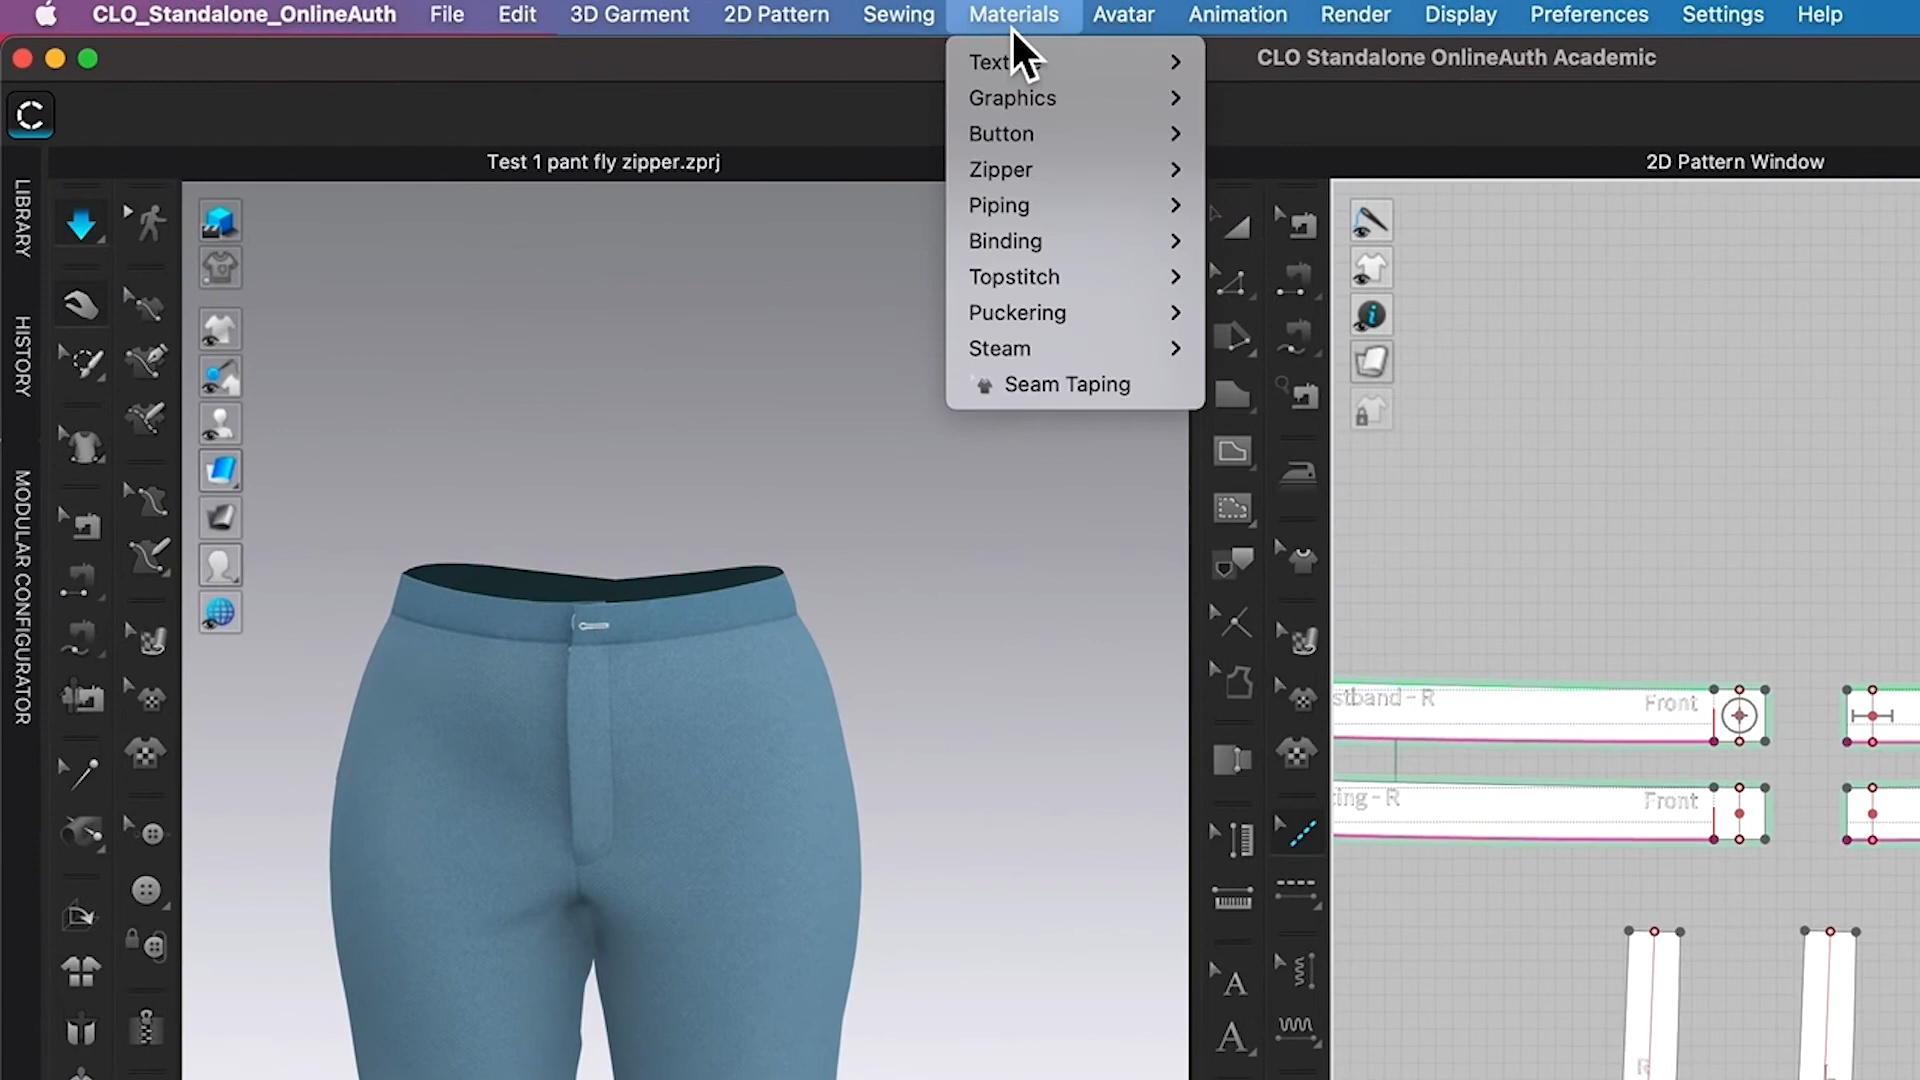 CLO_Standalone_OnlineAuth File Edit 3D Garment 2D Pattern Sewing Materials Avatar Animation Render Display Preferences Settings Help
CLO Standalone OnlineAuth Academic
Graphics
Button
Zipper
Piping
Binding
Topstitch
Puckering
Steam
Seam Taping
Test 1 pant fly zipper.zprj
2D Pattern Window
LIBRARY
HISTORY
MODULAR CONFIGURATOR
stband - R Front
ing - R Front
A
A